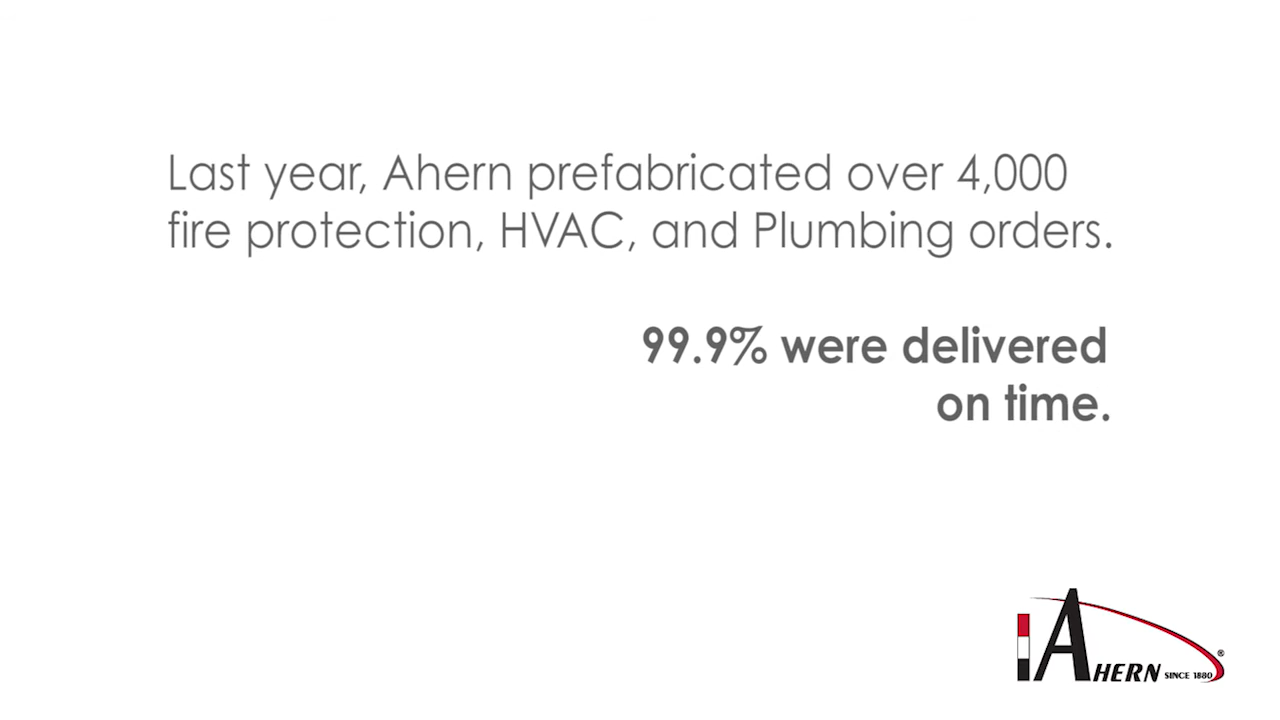 Last year, Ahern prefabricated over 4,000
fire protection, HVAC, and Plumbing orders.
99.9% were delivered
on time.
AHERN SINCE 1880 ®